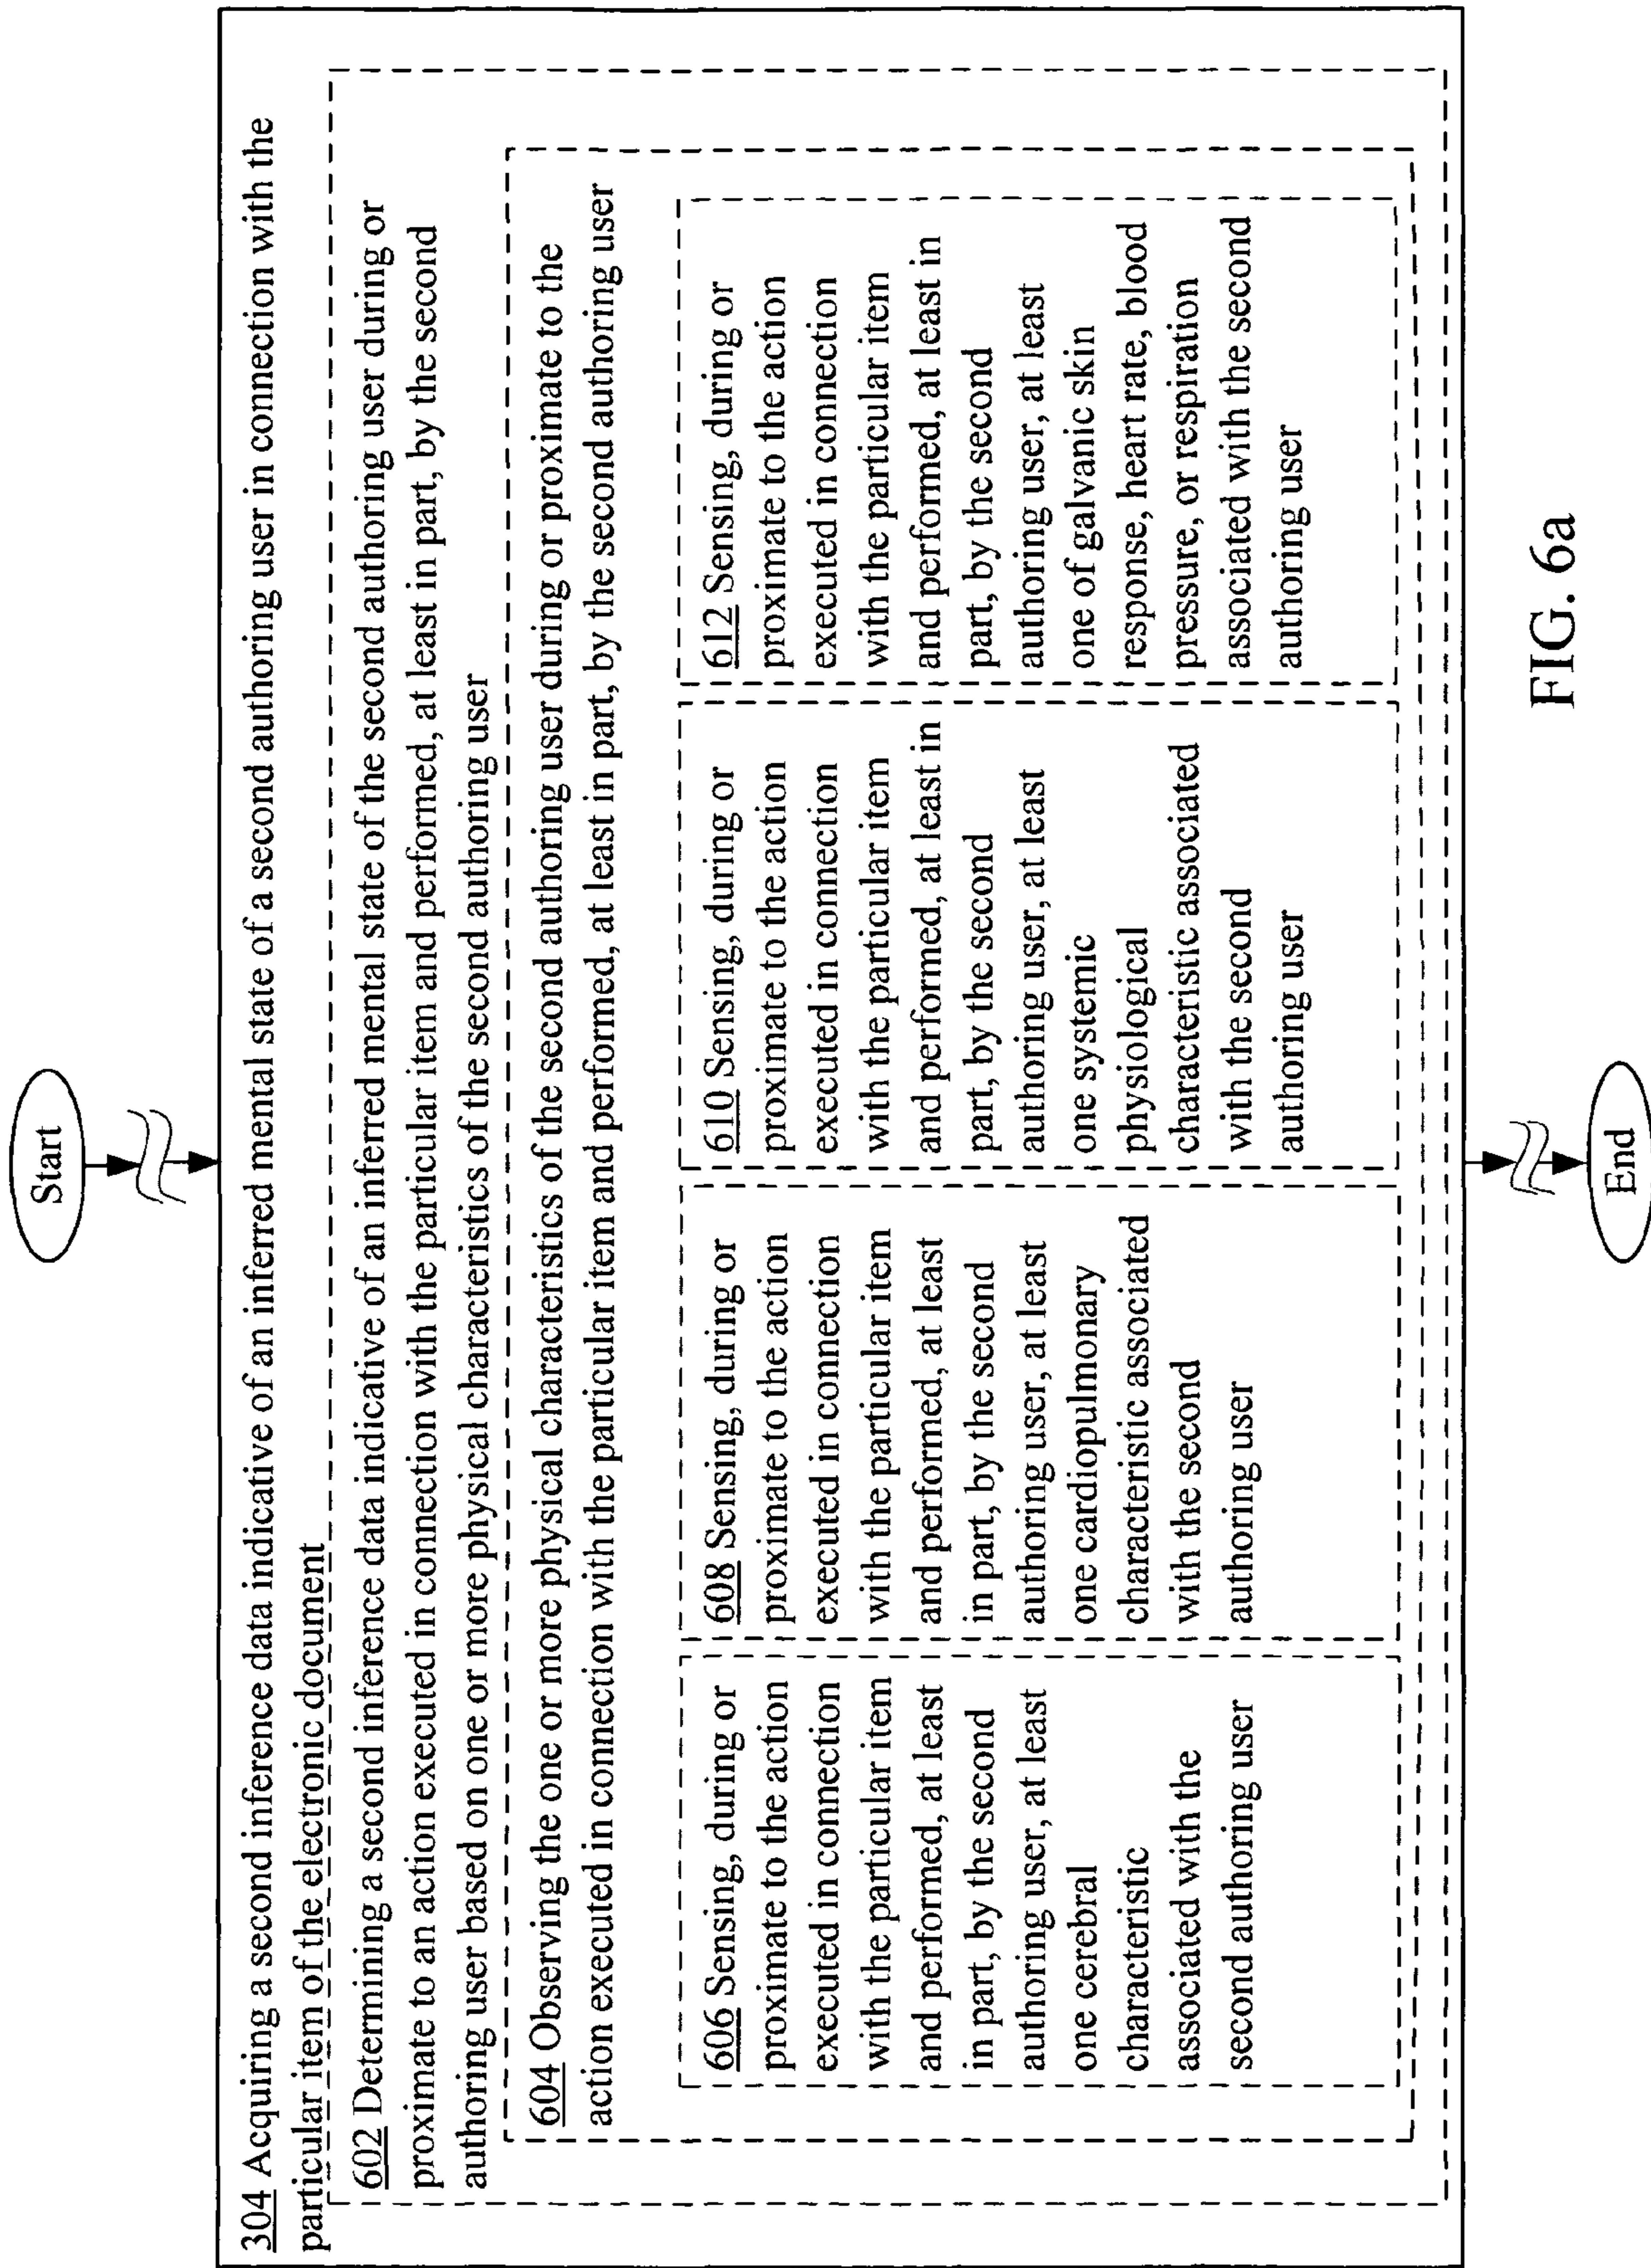 Start
304 Acquiring a second inference data indicative of an inferred mental state of a second authoring user in connection with the
particular item of the electronic document
602 Determining a second inference data indicative of an inferred mental state of the second authoring user during or
proximate to an action executed in connection with the particular item and performed, at least in part, by the second
authoring user based on one or more physical characteristics of the second authoring user
604 Observing the one or more physical characteristics of the second authoring user during or proximate to the
action executed in connection with the particular item and performed, at least in part, by the second authoring user
606 Sensing, during or
proximate to the action
executed in connection
with the particular item
and performed, at least
in part, by the second
authoring user, at least
one cerebral
characteristic
associated with the
second authoring user
608 Sensing, during or
proximate to the action
executed in connection
with the particular item
and performed, at least
in part, by the second
authoring user, at least
one cardiopulmonary
characteristic associated
with the second
authoring user
610 Sensing, during or
proximate to the action
executed in connection
with the particular item
and performed, at least in
part, by the second
authoring user, at least
one systemic
physiological
characteristic associated
with the second
authoring user
612 Sensing, during or
proximate to the action
executed in connection
with the particular item
and performed, at least in
part, by the second
authoring user, at least
one of galvanic skin
response, heart rate, blood
pressure, or respiration
associated with the second
authoring user
End
FIG. 6a